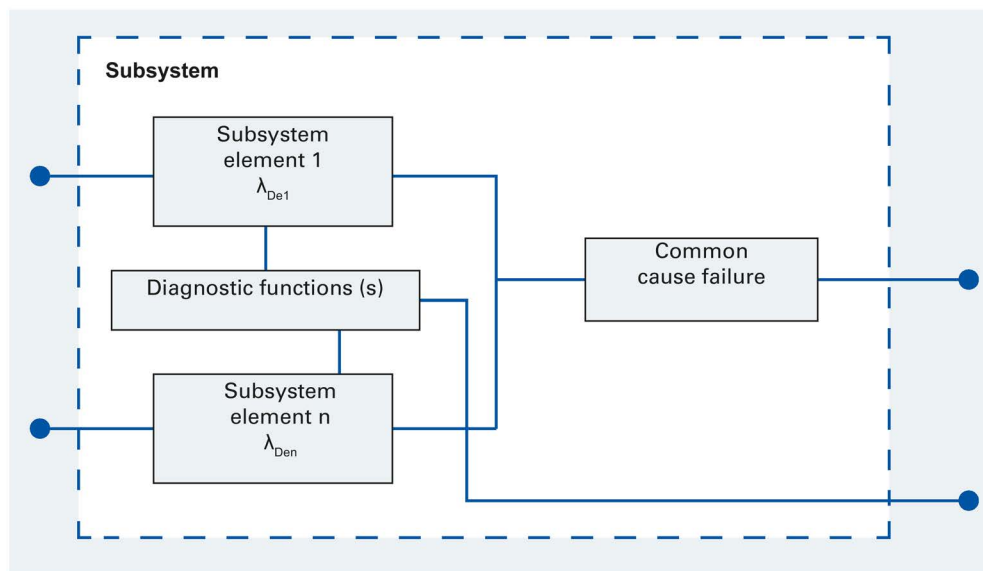 Subsystem
Subsystem
element 1
λDe1
Diagnostic functions (s)
Subsystem
element n
λDen
Common
cause failure